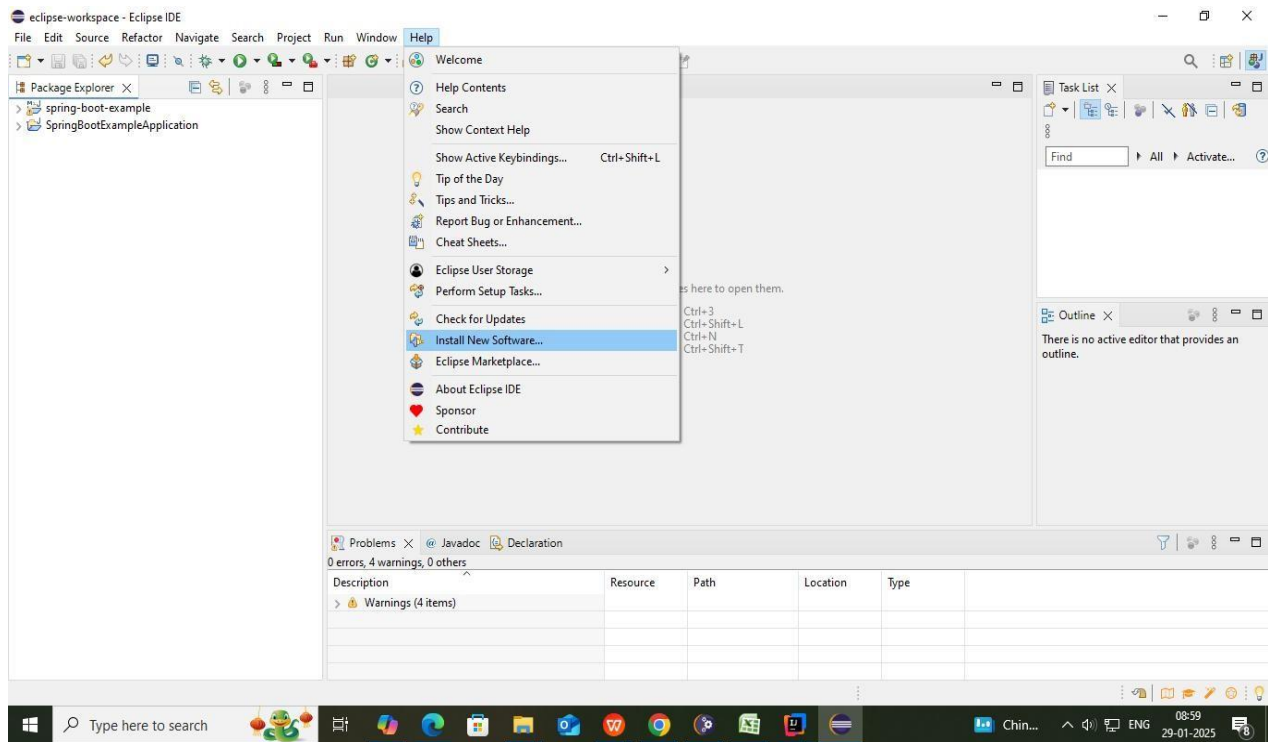 eclipse-workspace - Eclipse IDE
File Edit Source Refactor Navigate Search Project Run Window Help
Package Explorer
spring-boot-example
SpringBootExampleApplication
Welcome
Help Contents
Search
Show Context Help
Show Active Keybindings... Ctrl+Shift+L
Tip of the Day
Tips and Tricks...
Report Bug or Enhancement...
Cheat Sheets...
Eclipse User Storage
Perform Setup Tasks...
Check for Updates
Install New Software...
Eclipse Marketplace...
About Eclipse IDE
Sponsor
Contribute
es here to open them.
Ctrl+3
Ctrl+Shift+L
Ctrl+N
Ctrl+Shift+T
Task List
Find All Activate...
Outline
There is no active editor that provides an
outline.
Problems @ Javadoc Declaration
0 errors, 4 warnings, 0 others
Description Resource Path Location Type
Warnings (4 items)
Type here to search
Chin... ENG 08:59
29-01-2025
8